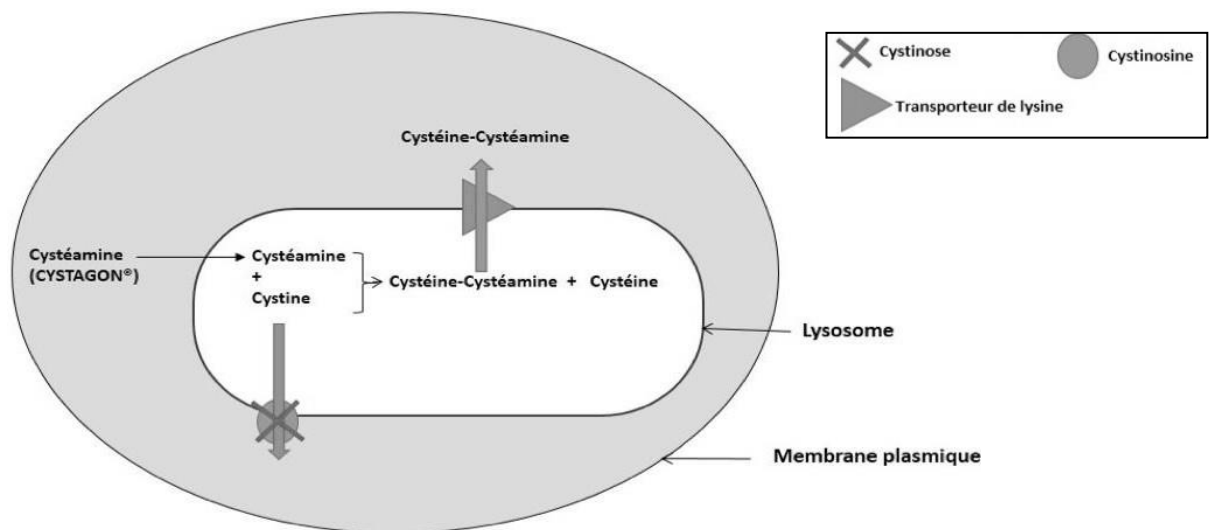 Cystinose
Cystinosine
Transporteur de lysine
Cystéine-Cystéamine
Cystéamine
(CYSTAGON®)
Cystéamine
+
Cystine
Cystéine-Cystéamine + Cystéine
Lysosome
Membrane plasmique